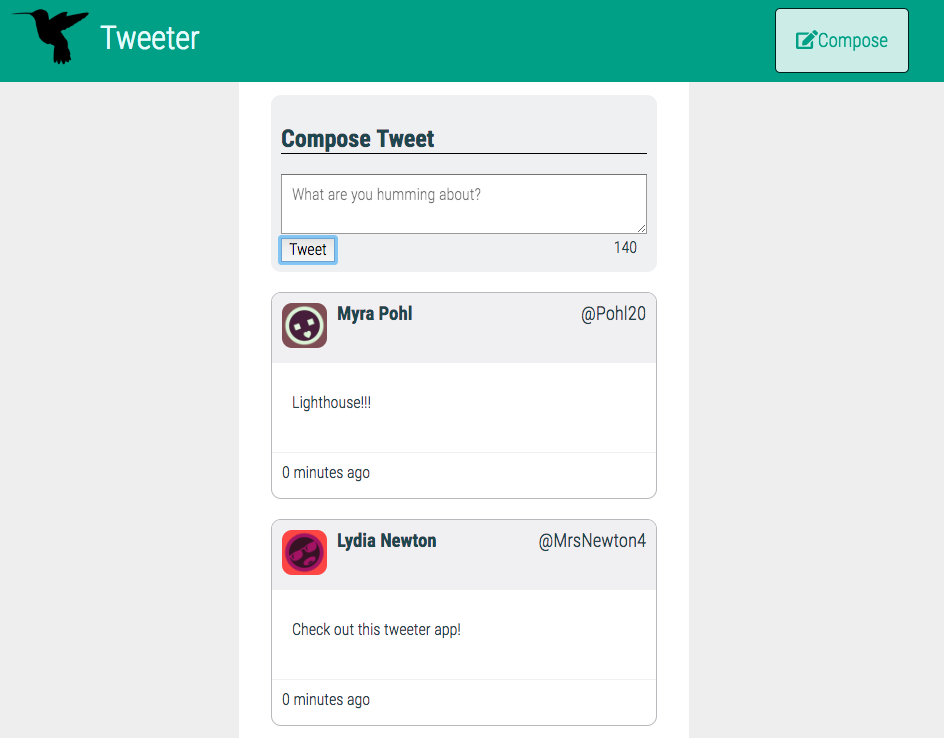 Tweeter
Compose
Compose Tweet
What are you humming about?
Tweet 140
Myra Pohl @Pohl20
Lighthouse!!!
0 minutes ago
Lydia Newton @MrsNewton4
Check out this tweeter app!
0 minutes ago